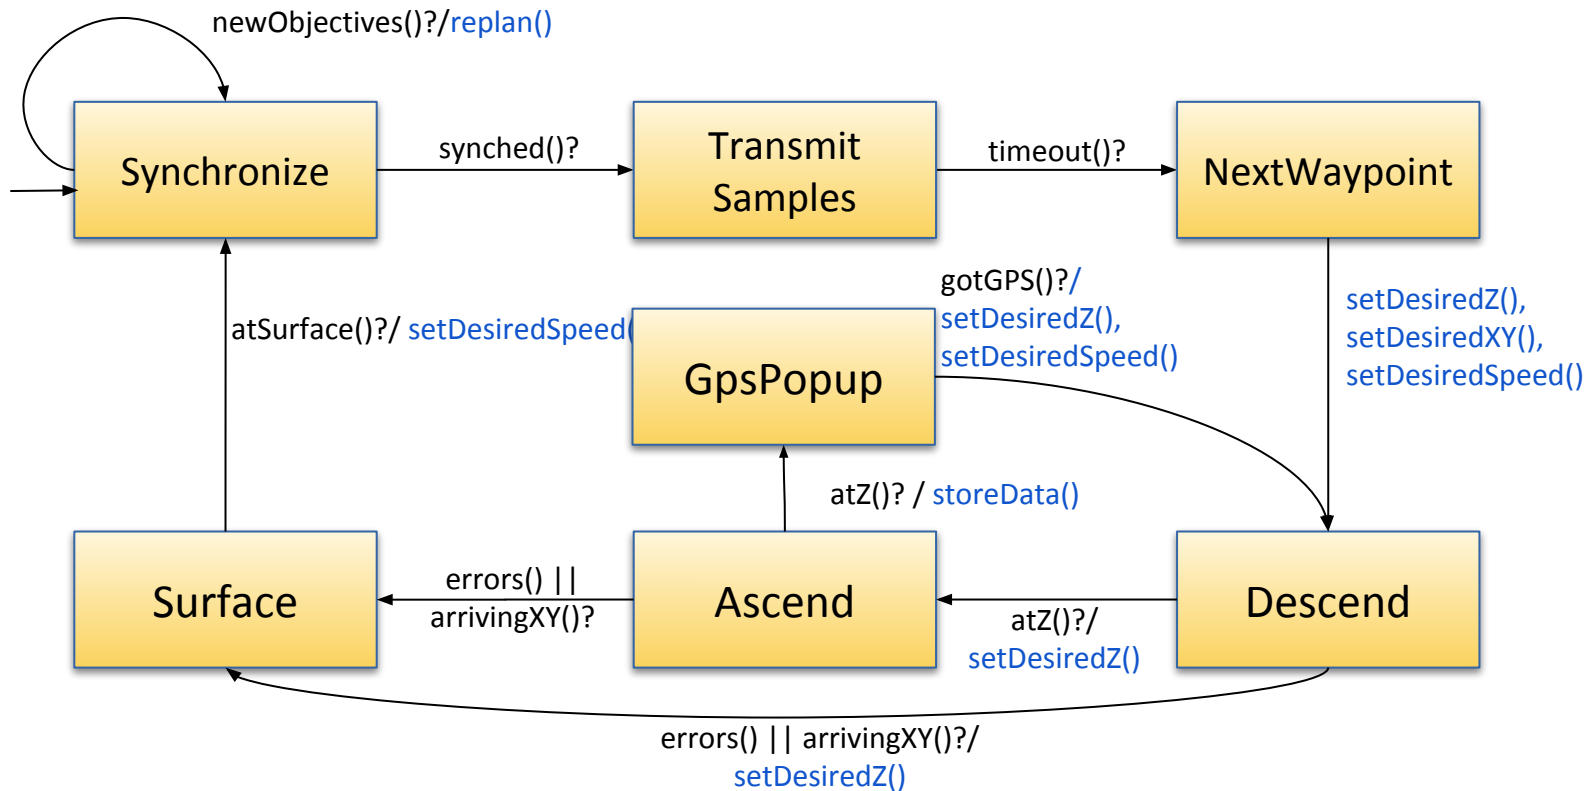 newObjectives()?/replan()
Synchronize
synched()?
Transmit
Samples
timeout()?
NextWaypoint
atSurface()?/ setDesiredSpeed(
GpsPopup
gotGPS()?/
setDesiredZ(),
setDesiredSpeed()
setDesiredZ(),
setDesiredXY(),
setDesiredSpeed()
atZ()? / storeData()
Surface
errors() ||
arrivingXY()?
Ascend
atZ()?/
setDesiredZ()
Descend
errors() || arrivingXY()?/
setDesiredZ()